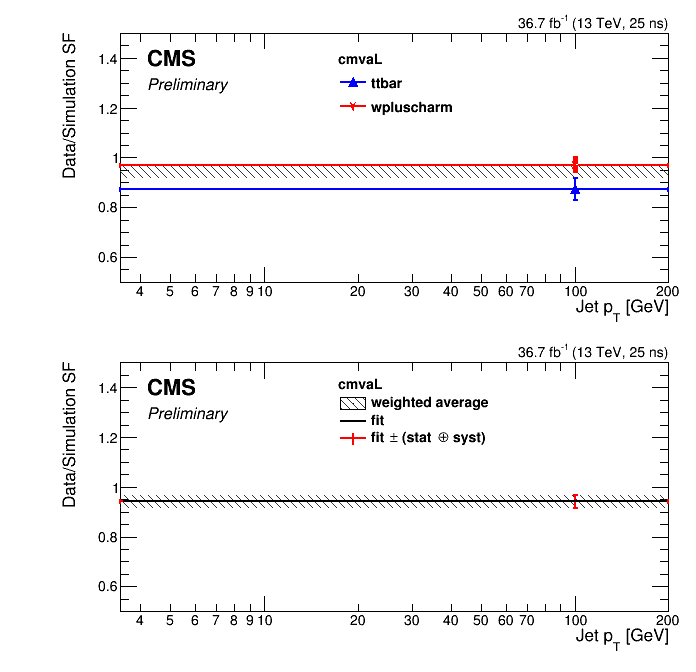 36.7 fb⁻¹ (13 TeV, 25 ns)
Data/Simulation SF
CMS
Preliminary
cmvaL
ttbar
wpluscharm
1.4
1.2
1
0.8
0.6
4 5 6 7 8 9 10 20 30 40 50 60 70 100 200
Jet p_T [GeV]
36.7 fb⁻¹ (13 TeV, 25 ns)
Data/Simulation SF
CMS
Preliminary
cmvaL
weighted average
fit
fit ± (stat ⊕ syst)
1.4
1.2
1
0.8
0.6
4 5 6 7 8 9 10 20 30 40 50 60 70 100 200
Jet p_T [GeV]